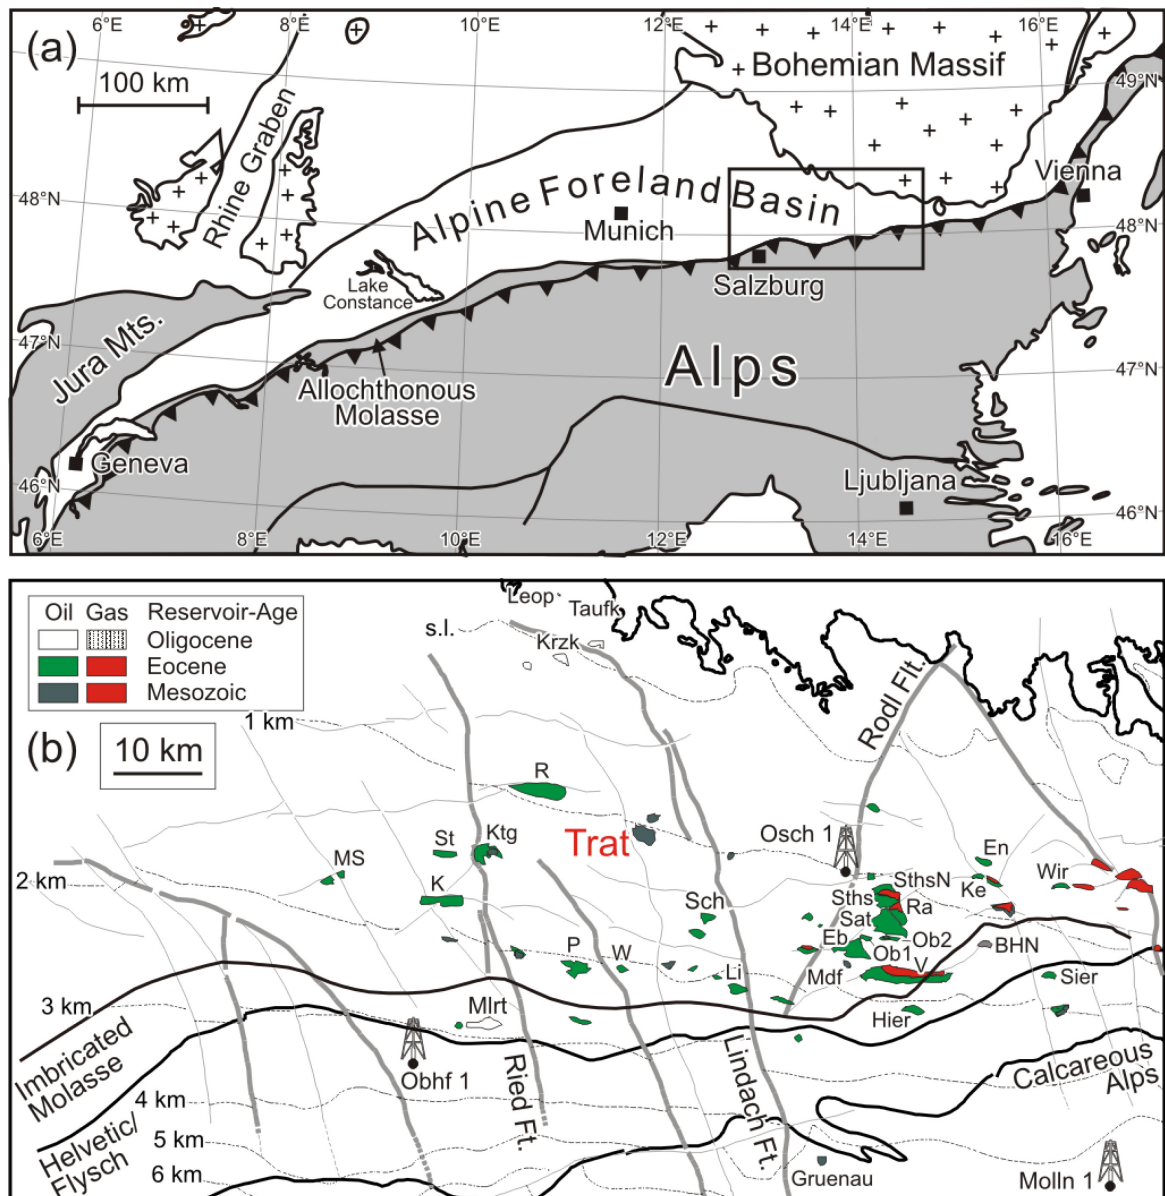 6°E
8°E
10°E
12°E
14°E
16°E
(a)
100 km
Bohemian Massif
49°N
Rhine Graben
48°N
Alpine Foreland Basin
Vienna
Munich
48°N
Lake
Constance
Salzburg
Jura Mts.
47°N
Alps
47°N
Allochthonous
Molasse
Geneva
46°N
Ljubljana
46°N
6°E
8°E
10°E
12°E
14°E
16°E
Oil Gas Reservoir-Age
Oligocene
Eocene
Mesozoic
Leop
Taufk
s.l.
Krzk
Rodl Flt.
1 km
(b)
10 km
R
Trat
Osch 1
St
Ktg
En
MS
2 km
K
SthsN
Ke
Wir
Sths
Ra
Sch
Sat
Eb
Ob2
Ob1
BHN
P
W
V
Li
Mdf
Sier
3 km
Mlrt
Hier
Imbricated
Molasse
Obhf 1
Ried Ft.
Lindach Ft.
Calcareous
Alps
4 km
Helvetic/
Flysch
5 km
6 km
Gruenau
Molln 1